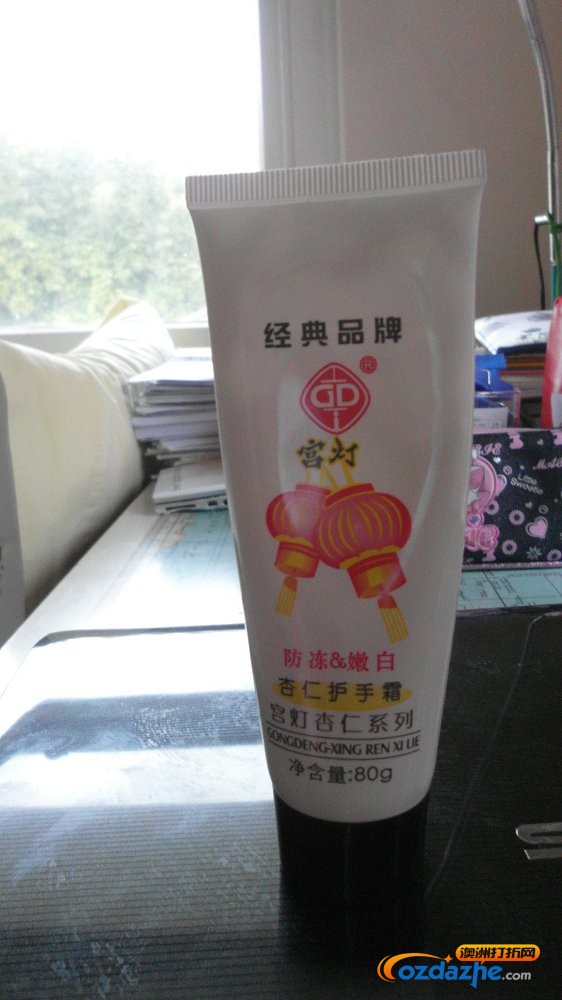 经典品牌
GD
®
宫灯
防冻&嫩白
杏仁护手霜
宫灯杏仁系列
GONGDENG-XING REN XI LIE
净含量:80g
Little
Sweetie
澳洲打折网
ozdazhe.com